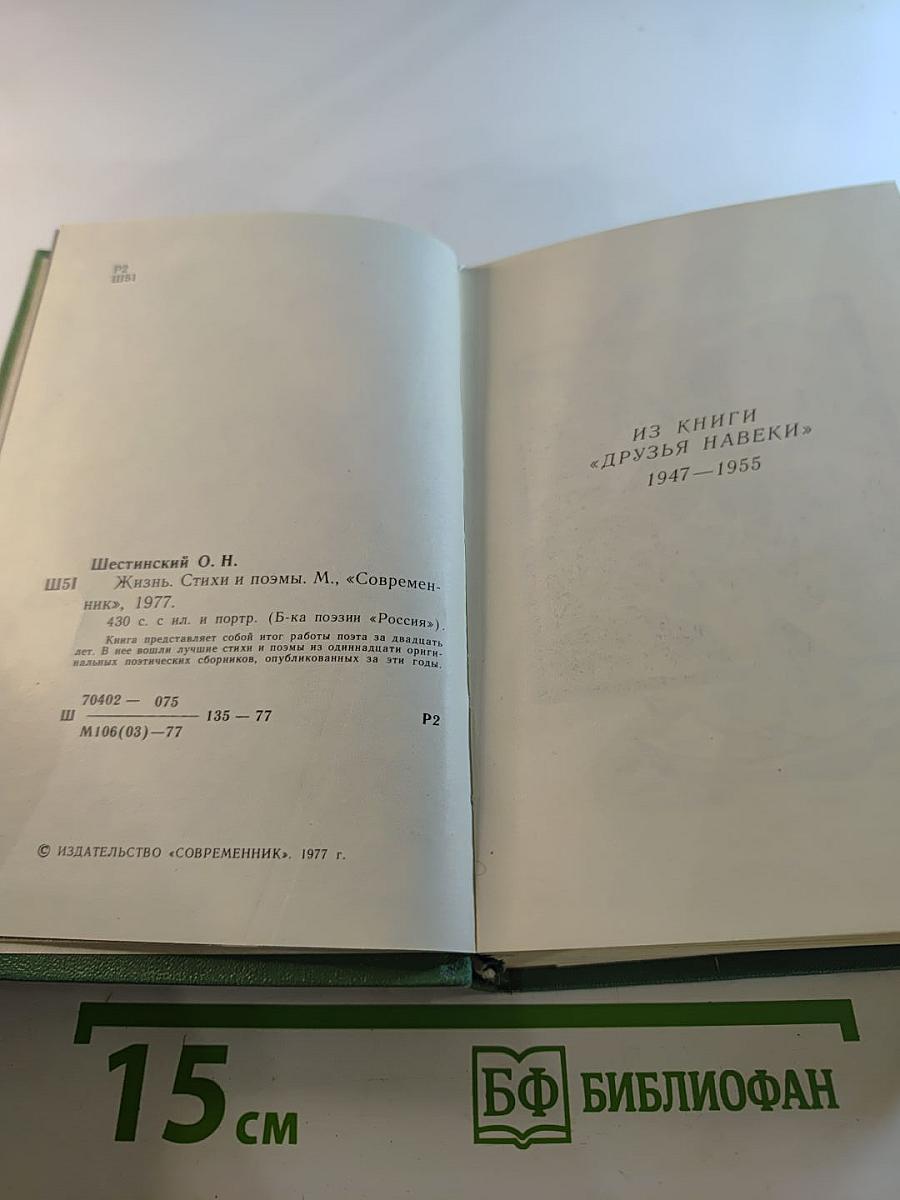 Р2
Ш51
Шестинский О. Н.
Ш51 Жизнь. Стихи и поэмы. М., «Современ-
ник», 1977.
430 с. с ил. и портр. (Б-ка поэзии «Россия»).
Книга представляет собой итог работы поэта за двадцать
лет. В нее вошли лучшие стихи и поэмы из одиннадцати ориги-
нальных поэтических сборников, опубликованных за эти годы.
70402 — 075
Ш ——— 135 — 77 Р2
М106(03)—77
© ИЗДАТЕЛЬСТВО «СОВРЕМЕННИК». 1977 г.
ИЗ КНИГИ
«ДРУЗЬЯ НАВЕКИ»
1947—1955
15 см
БФ БИБЛИОФАН